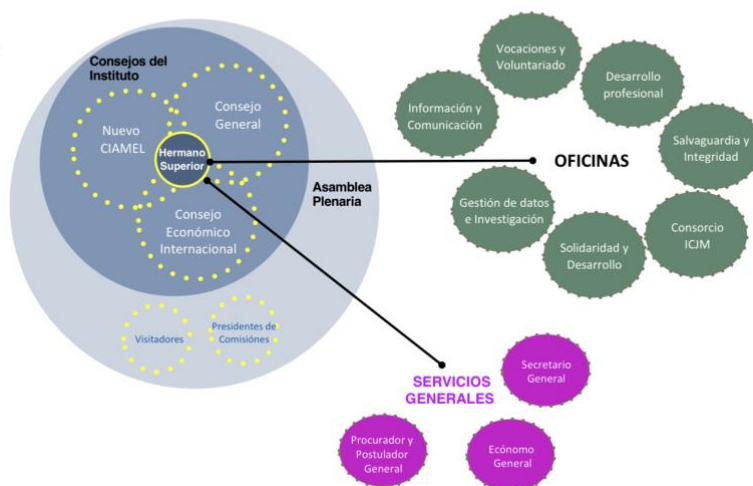 Consejos del
Instituto
Nuevo
CIAMEL
Consejo
General
Hermano
Superior
Consejo
Económico
Internacional
Asamblea
Plenaria
Visitadores
Presidentes de
Comisiónes
Vocaciones y
Voluntariado
Desarrollo
profesional
Información y
Comunicación
Salvaguardia y
Integridad
OFICINAS
Gestión de datos
e Investigación
Consorcio
ICJM
Solidaridad y
Desarrollo
SERVICIOS
GENERALES
Secretario
General
Procurador y
Postulador
General
Ecónomo
General